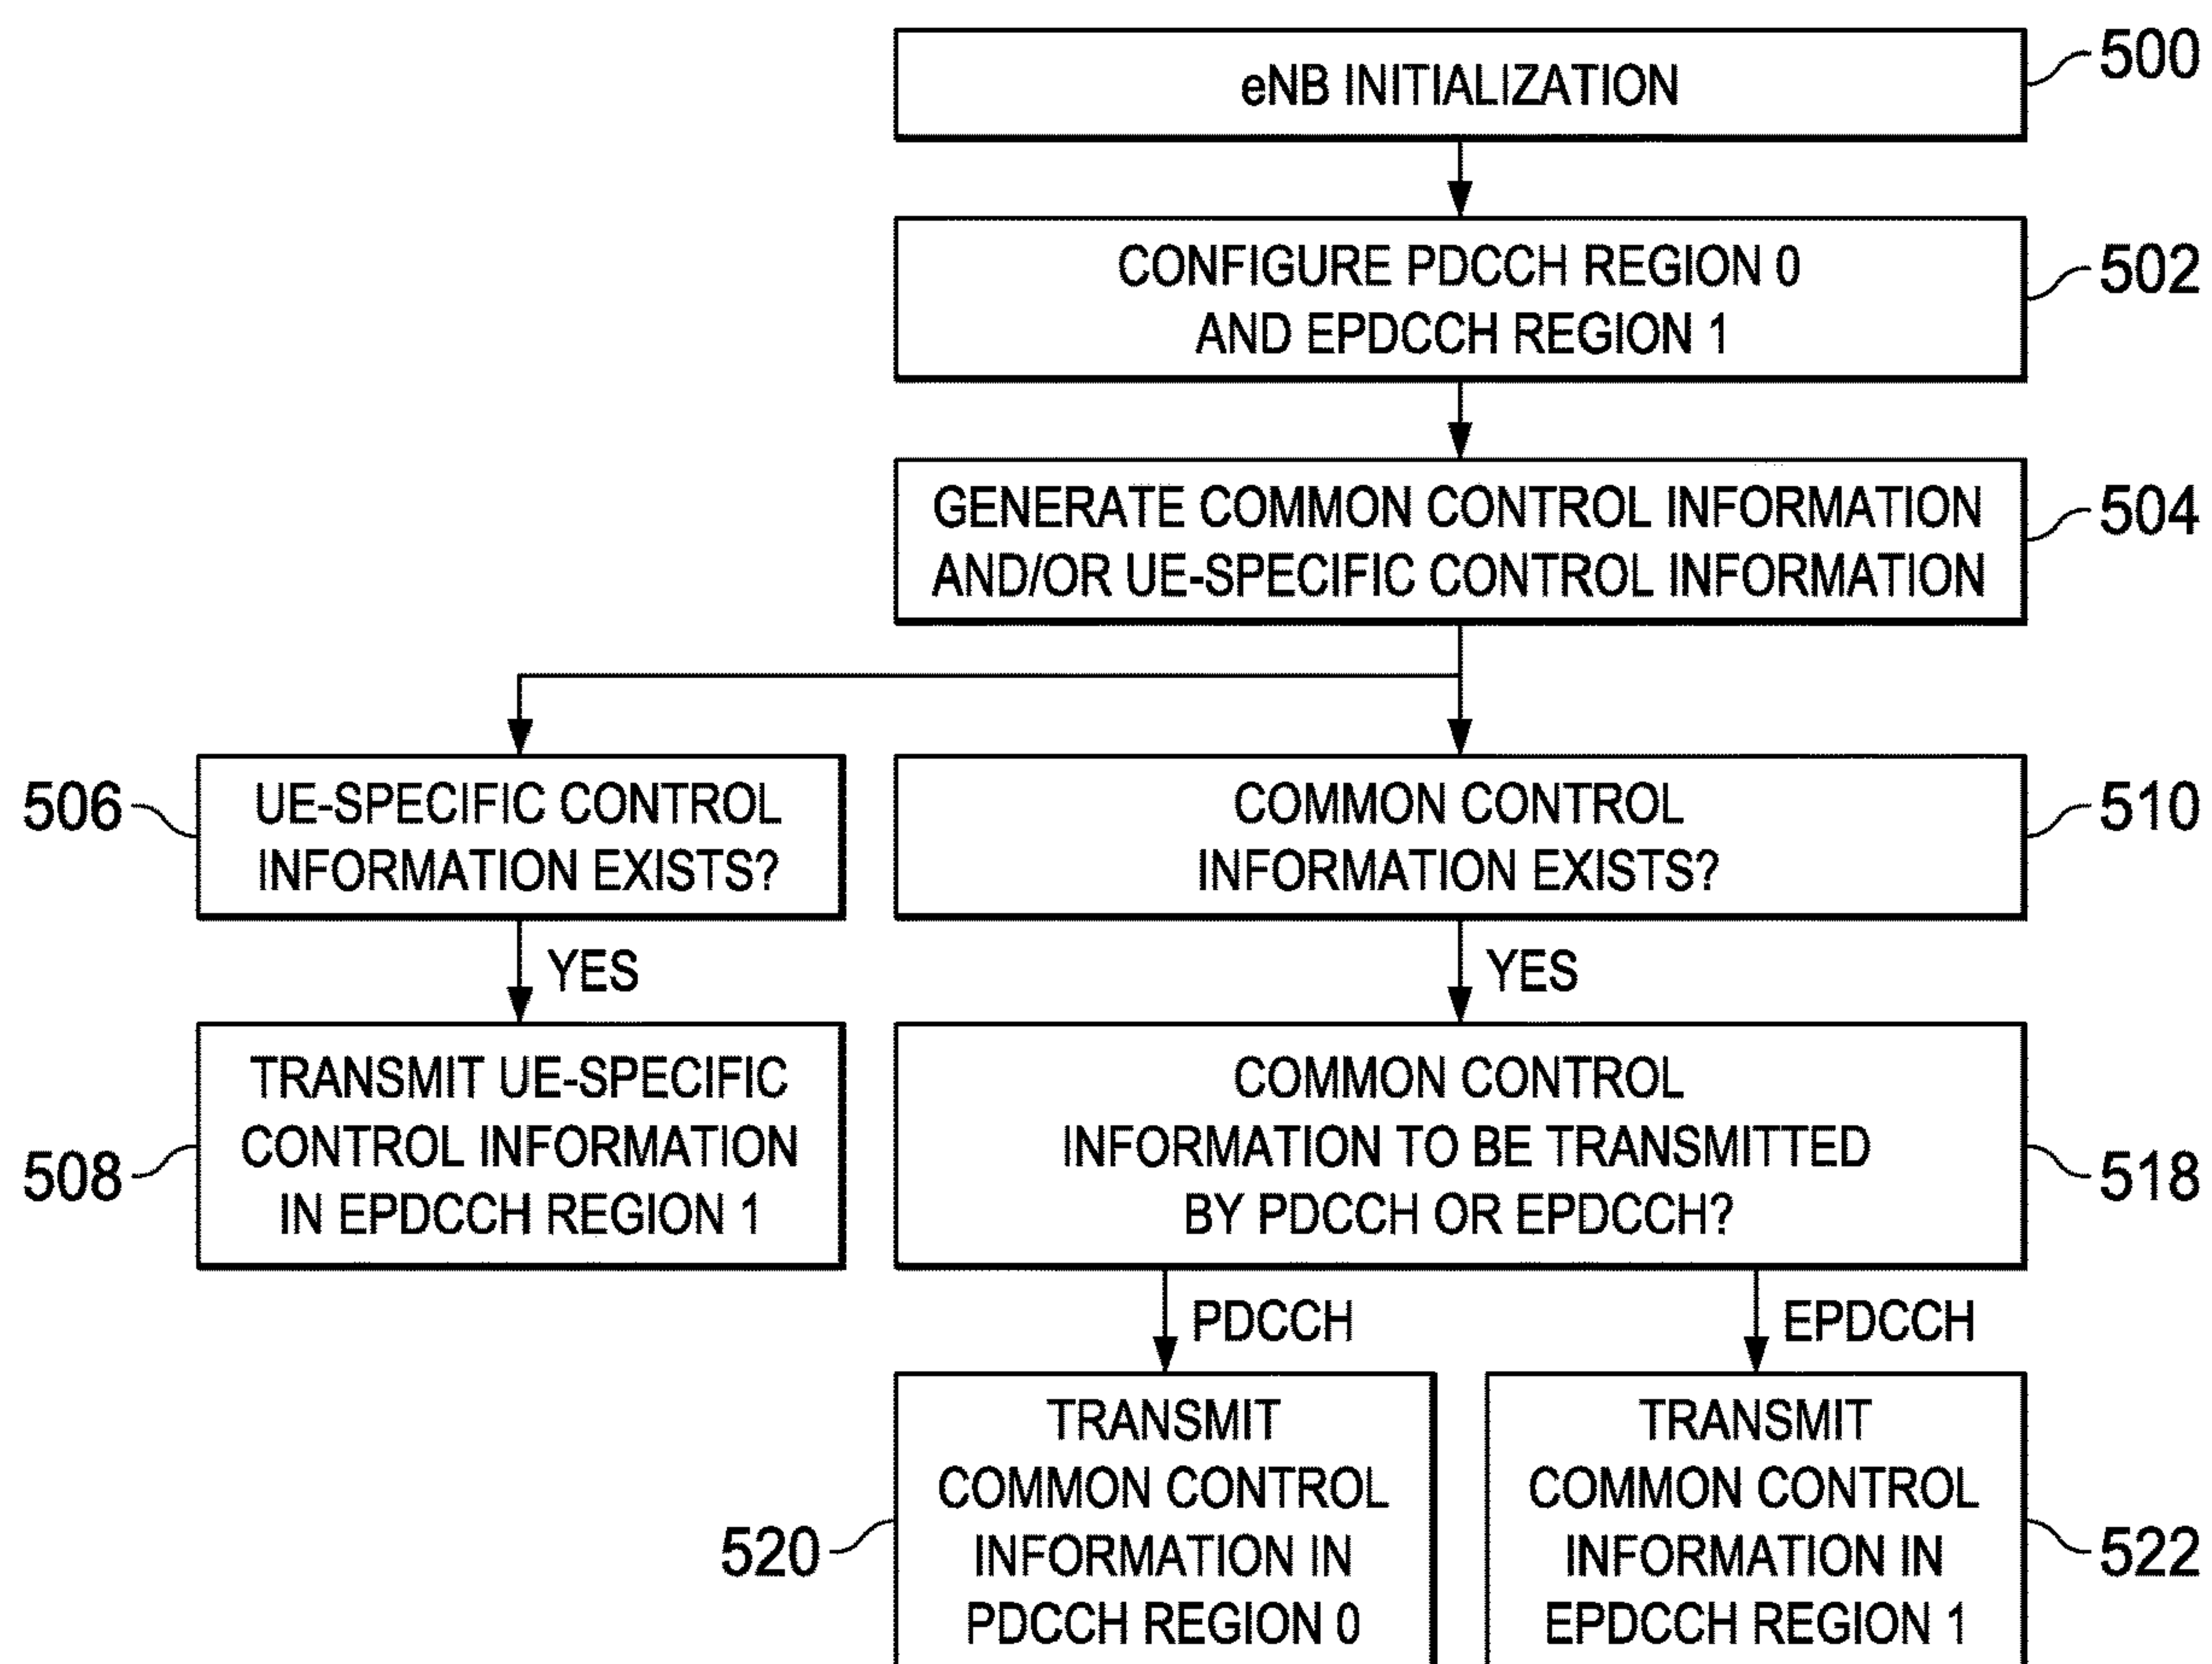 eNB INITIALIZATION
500
CONFIGURE PDCCH REGION 0
AND EPDCCH REGION 1
502
GENERATE COMMON CONTROL INFORMATION
AND/OR UE-SPECIFIC CONTROL INFORMATION
504
506
UE-SPECIFIC CONTROL
INFORMATION EXISTS?
COMMON CONTROL
INFORMATION EXISTS?
510
YES
YES
508
TRANSMIT UE-SPECIFIC
CONTROL INFORMATION
IN EPDCCH REGION 1
COMMON CONTROL
INFORMATION TO BE TRANSMITTED
BY PDCCH OR EPDCCH?
518
PDCCH
EPDCCH
520
TRANSMIT
COMMON CONTROL
INFORMATION IN
PDCCH REGION 0
TRANSMIT
COMMON CONTROL
INFORMATION IN
EPDCCH REGION 1
522